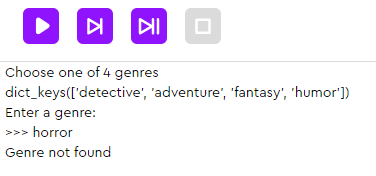 Choose one of 4 genres
dict_keys(['detective', 'adventure', 'fantasy', 'humor'])
Enter a genre:
>>> horror
Genre not found